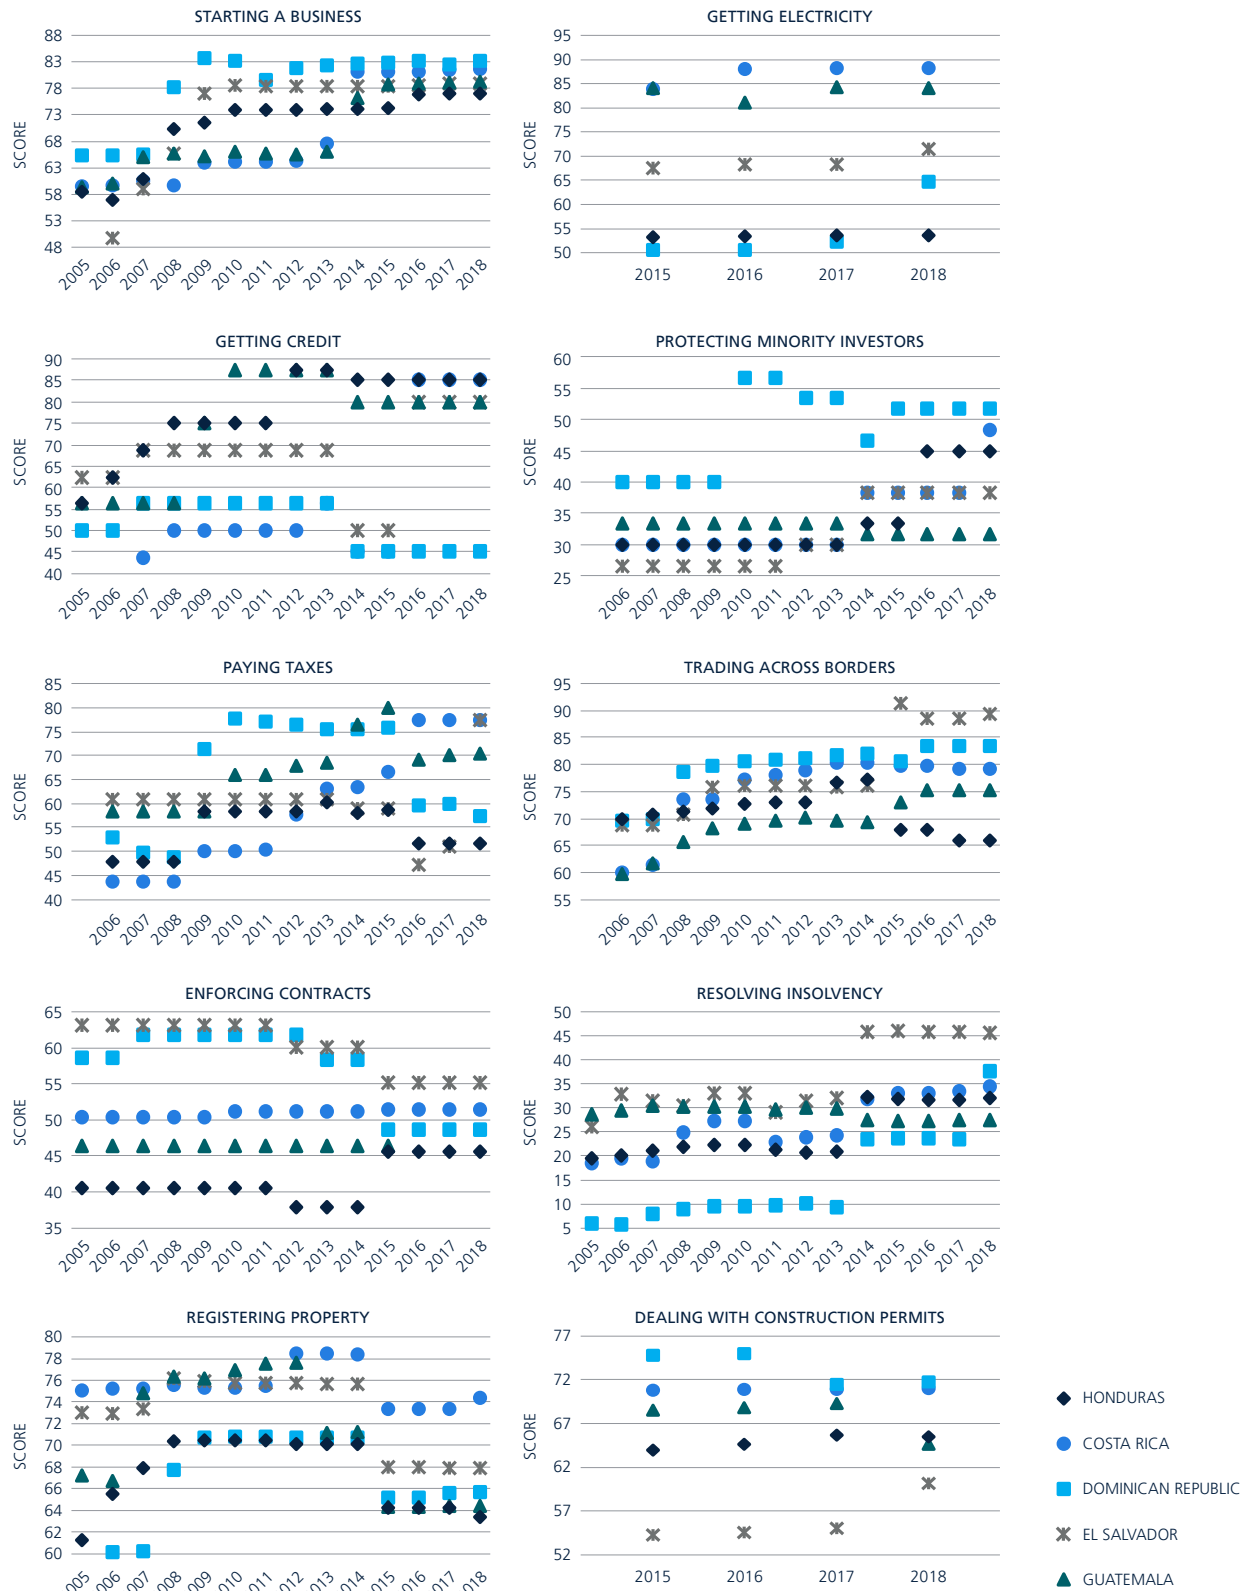 STARTING A BUSINESS
88
83
78
73
68
63
58
53
48
SCORE
2005 2006 2007 2008 2009 2010 2011 2012 2013 2014 2015 2016 2017 2018
GETTING ELECTRICITY
95
90
85
80
75
70
65
60
55
50
SCORE
2015 2016 2017 2018
GETTING CREDIT
90
85
80
75
70
65
60
55
50
45
40
SCORE
2005 2006 2007 2008 2009 2010 2011 2012 2013 2014 2015 2016 2017 2018
PROTECTING MINORITY INVESTORS
60
55
50
45
40
35
30
25
SCORE
2006 2007 2008 2009 2010 2011 2012 2013 2014 2015 2016 2017 2018
PAYING TAXES
85
80
75
70
65
60
55
50
45
40
SCORE
2006 2007 2008 2009 2010 2011 2012 2013 2014 2015 2016 2017 2018
TRADING ACROSS BORDERS
95
90
85
80
75
70
65
60
55
SCORE
2006 2007 2008 2009 2010 2011 2012 2013 2014 2015 2016 2017 2018
ENFORCING CONTRACTS
65
60
55
50
45
40
35
SCORE
2005 2006 2007 2008 2009 2010 2011 2012 2013 2014 2015 2016 2017 2018
RESOLVING INSOLVENCY
50
45
40
35
30
25
20
15
10
5
SCORE
2005 2006 2007 2008 2009 2010 2011 2012 2013 2014 2015 2016 2017 2018
REGISTERING PROPERTY
80
78
76
74
72
70
68
66
64
62
60
SCORE
DEALING WITH CONSTRUCTION PERMITS
77
72
67
62
57
52
SCORE
2015 2016 2017 2018
HONDURAS
COSTA RICA
DOMINICAN REPUBLIC
EL SALVADOR
GUATEMALA